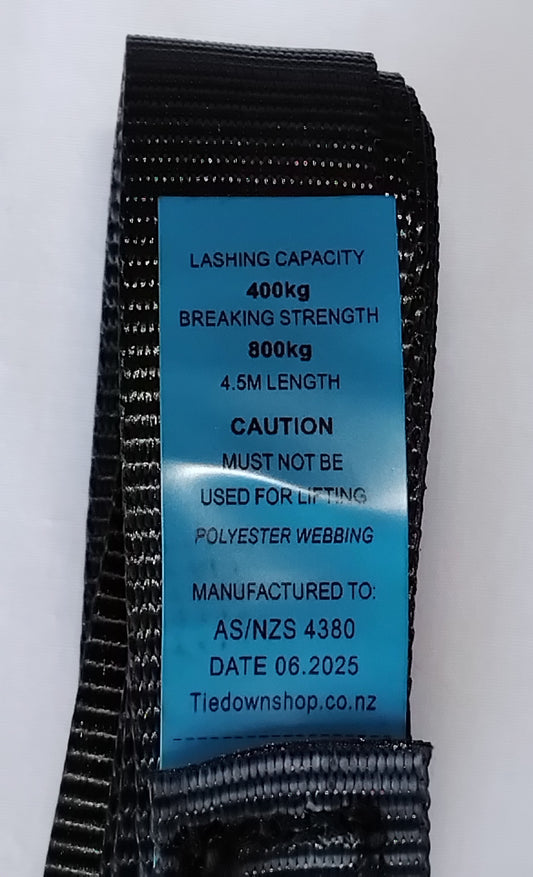 LASHING CAPACITY
400kg
BREAKING STRENGTH
800kg
4.5M LENGTH
CAUTION
MUST NOT BE
USED FOR LIFTING
POLYESTER WEBBING
MANUFACTURED TO:
AS/NZS 4380
DATE 06.2025
Tiedownshop.co.nz